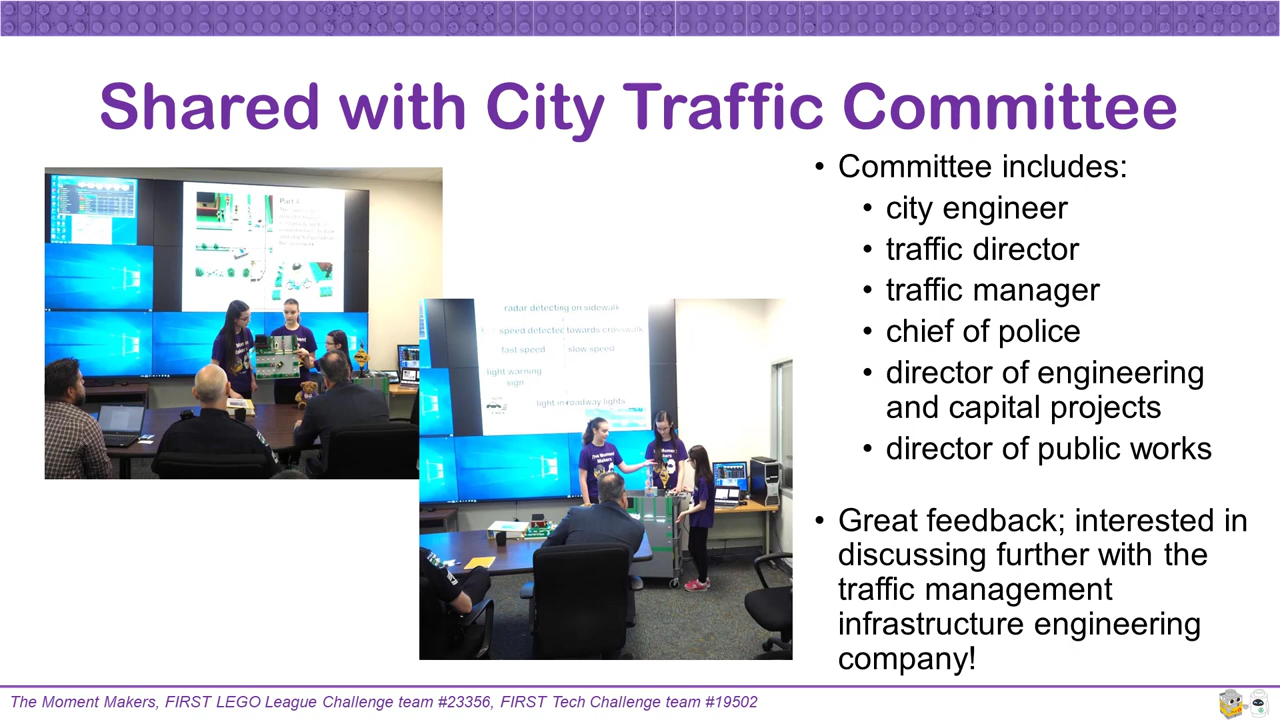 Shared with City Traffic Committee
• Committee includes:
• city engineer
• traffic director
• traffic manager
• chief of police
• director of engineering
and capital projects
• director of public works
• Great feedback; interested in
discussing further with the
traffic management
infrastructure engineering
company!
Part 4
radar detecting on sidewalk
speed detected towards crosswalk
fast speed slow speed
light warning
sign
light in roadway lights
The Moment
Makers
The Moment Makers, FIRST LEGO League Challenge team #23356, FIRST Tech Challenge team #19502